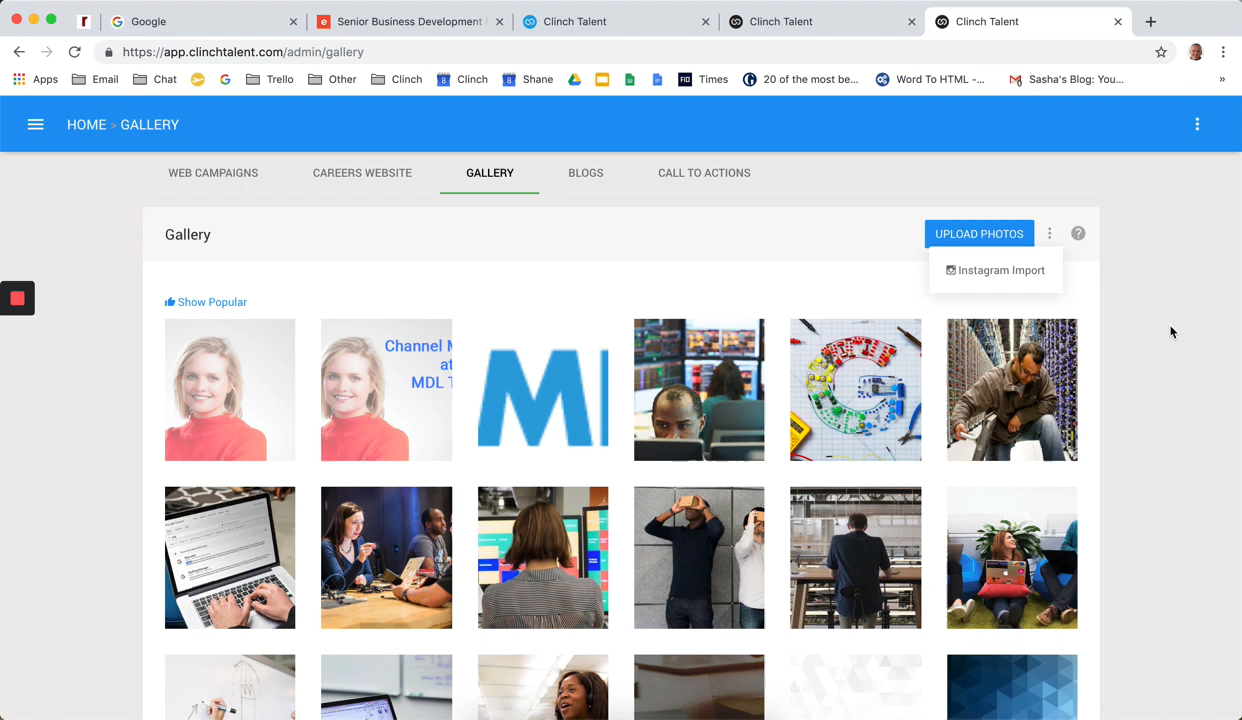 Google
Senior Business Development
Clinch Talent
Clinch Talent
Clinch Talent
https://app.clinchtalent.com/admin/gallery
Apps Email Chat Trello Other Clinch Clinch Shane Times 20 of the most be... Word To HTML -... Sasha's Blog: You... »
HOME > GALLERY
WEB CAMPAIGNS CAREERS WEBSITE GALLERY BLOGS CALL TO ACTIONS
Gallery
UPLOAD PHOTOS
Instagram Import
Show Popular
Channel M
at
MDL T